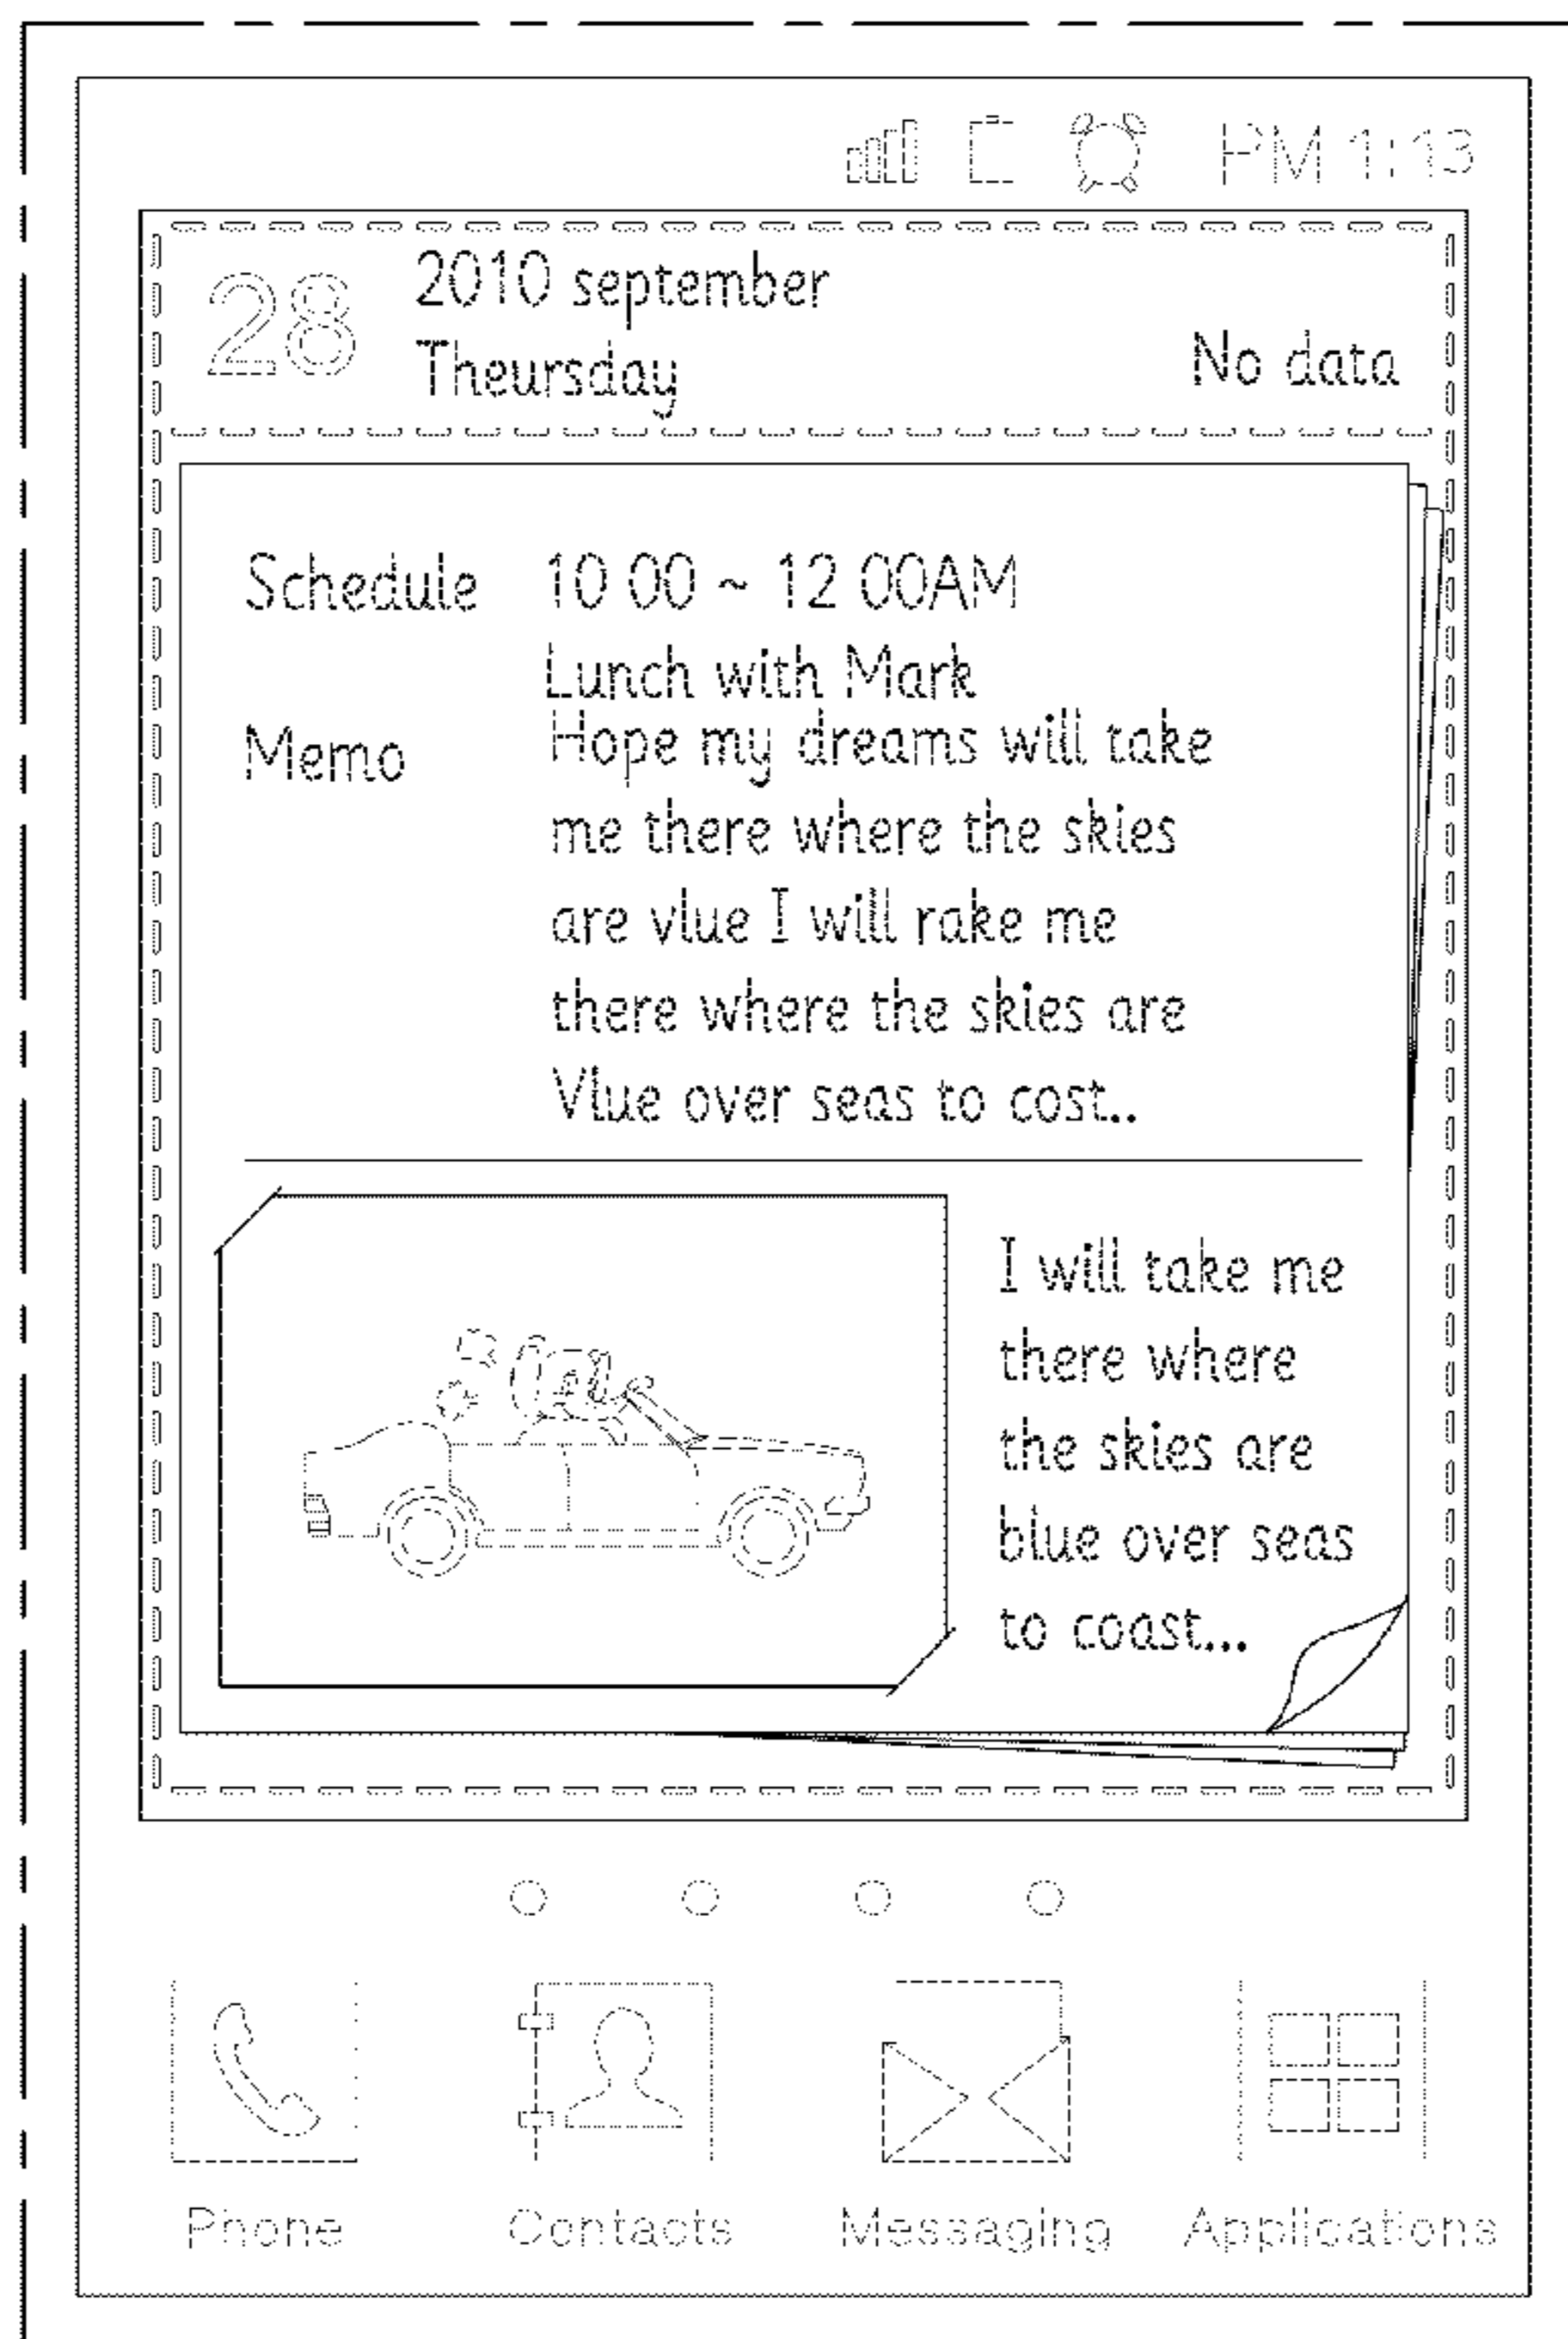 PM 1:13
28
2010 september
Theursday
No data
Schedule 10 00 ~ 12 00AM
Lunch with Mark
Memo Hope my dreams will take
me there where the skies
are vlue I will rake me
there where the skies are
Vlue over seas to cost..
I will take me
there where
the skies are
blue over seas
to coast...
Phone Contacts Messaging Applications